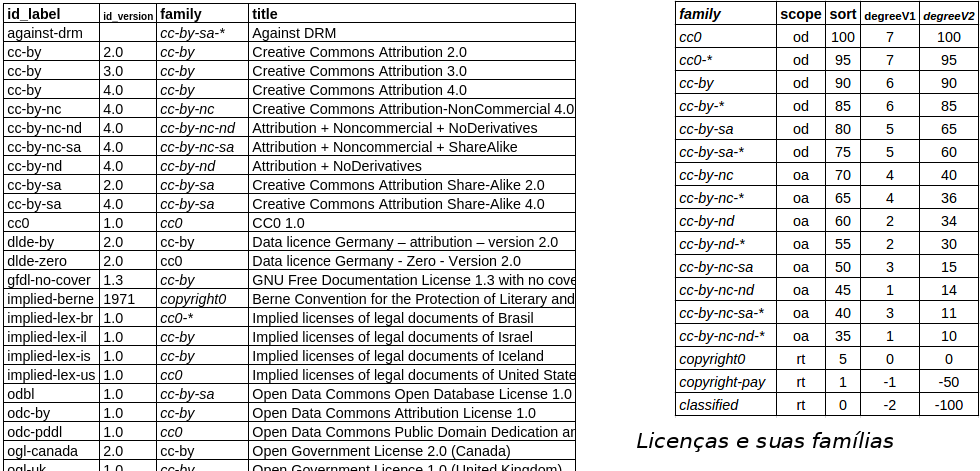 id_label id_version family title
against-drm cc-by-sa-* Against DRM
cc-by 2.0 cc-by Creative Commons Attribution 2.0
cc-by 3.0 cc-by Creative Commons Attribution 3.0
cc-by 4.0 cc-by Creative Commons Attribution 4.0
cc-by-nc 4.0 cc-by-nc Creative Commons Attribution-NonCommercial 4.0
cc-by-nc-nd 4.0 cc-by-nc-nd Attribution + Noncommercial + NoDerivatives
cc-by-nc-sa 4.0 cc-by-nc-sa Attribution + Noncommercial + ShareAlike
cc-by-nd 4.0 cc-by-nd Attribution + NoDerivatives
cc-by-sa 2.0 cc-by-sa Creative Commons Attribution Share-Alike 2.0
cc-by-sa 4.0 cc-by-sa Creative Commons Attribution Share-Alike 4.0
cc0 1.0 cc0 CC0 1.0
dlde-by 2.0 cc-by Data licence Germany – attribution – version 2.0
dlde-zero 2.0 cc0 Data licence Germany - Zero - Version 2.0
gfdl-no-cover 1.3 cc-by GNU Free Documentation License 1.3 with no cove
implied-berne 1971 copyright0 Berne Convention for the Protection of Literary and
implied-lex-br 1.0 cc0-* Implied licenses of legal documents of Brasil
implied-lex-il 1.0 cc-by Implied licenses of legal documents of Israel
implied-lex-is 1.0 cc-by Implied licenses of legal documents of Iceland
implied-lex-us 1.0 cc0 Implied licenses of legal documents of United State
odbl 1.0 cc-by-sa Open Data Commons Open Database License 1.0
odc-by 1.0 cc-by Open Data Commons Attribution License 1.0
odc-pddl 1.0 cc0 Open Data Commons Public Domain Dedication an
ogl-canada 2.0 cc-by Open Government License 2.0 (Canada)
ogl-uk 1.0 cc-by Open Government Licence 1.0 (United Kingdom)
family scope sort degreeV1 degreeV2
cc0 od 100 7 100
cc0-* od 95 7 95
cc-by od 90 6 90
cc-by-* od 85 6 85
cc-by-sa od 80 5 65
cc-by-sa-* od 75 5 60
cc-by-nc oa 70 4 40
cc-by-nc-* oa 65 4 36
cc-by-nd oa 60 2 34
cc-by-nd-* oa 55 2 30
cc-by-nc-sa oa 50 3 15
cc-by-nc-nd oa 45 1 14
cc-by-nc-sa-* oa 40 3 11
cc-by-nc-nd-* oa 35 1 10
copyright0 rt 5 0 0
copyright-pay rt 1 -1 -50
classified rt 0 -2 -100
Licenças e suas famílias